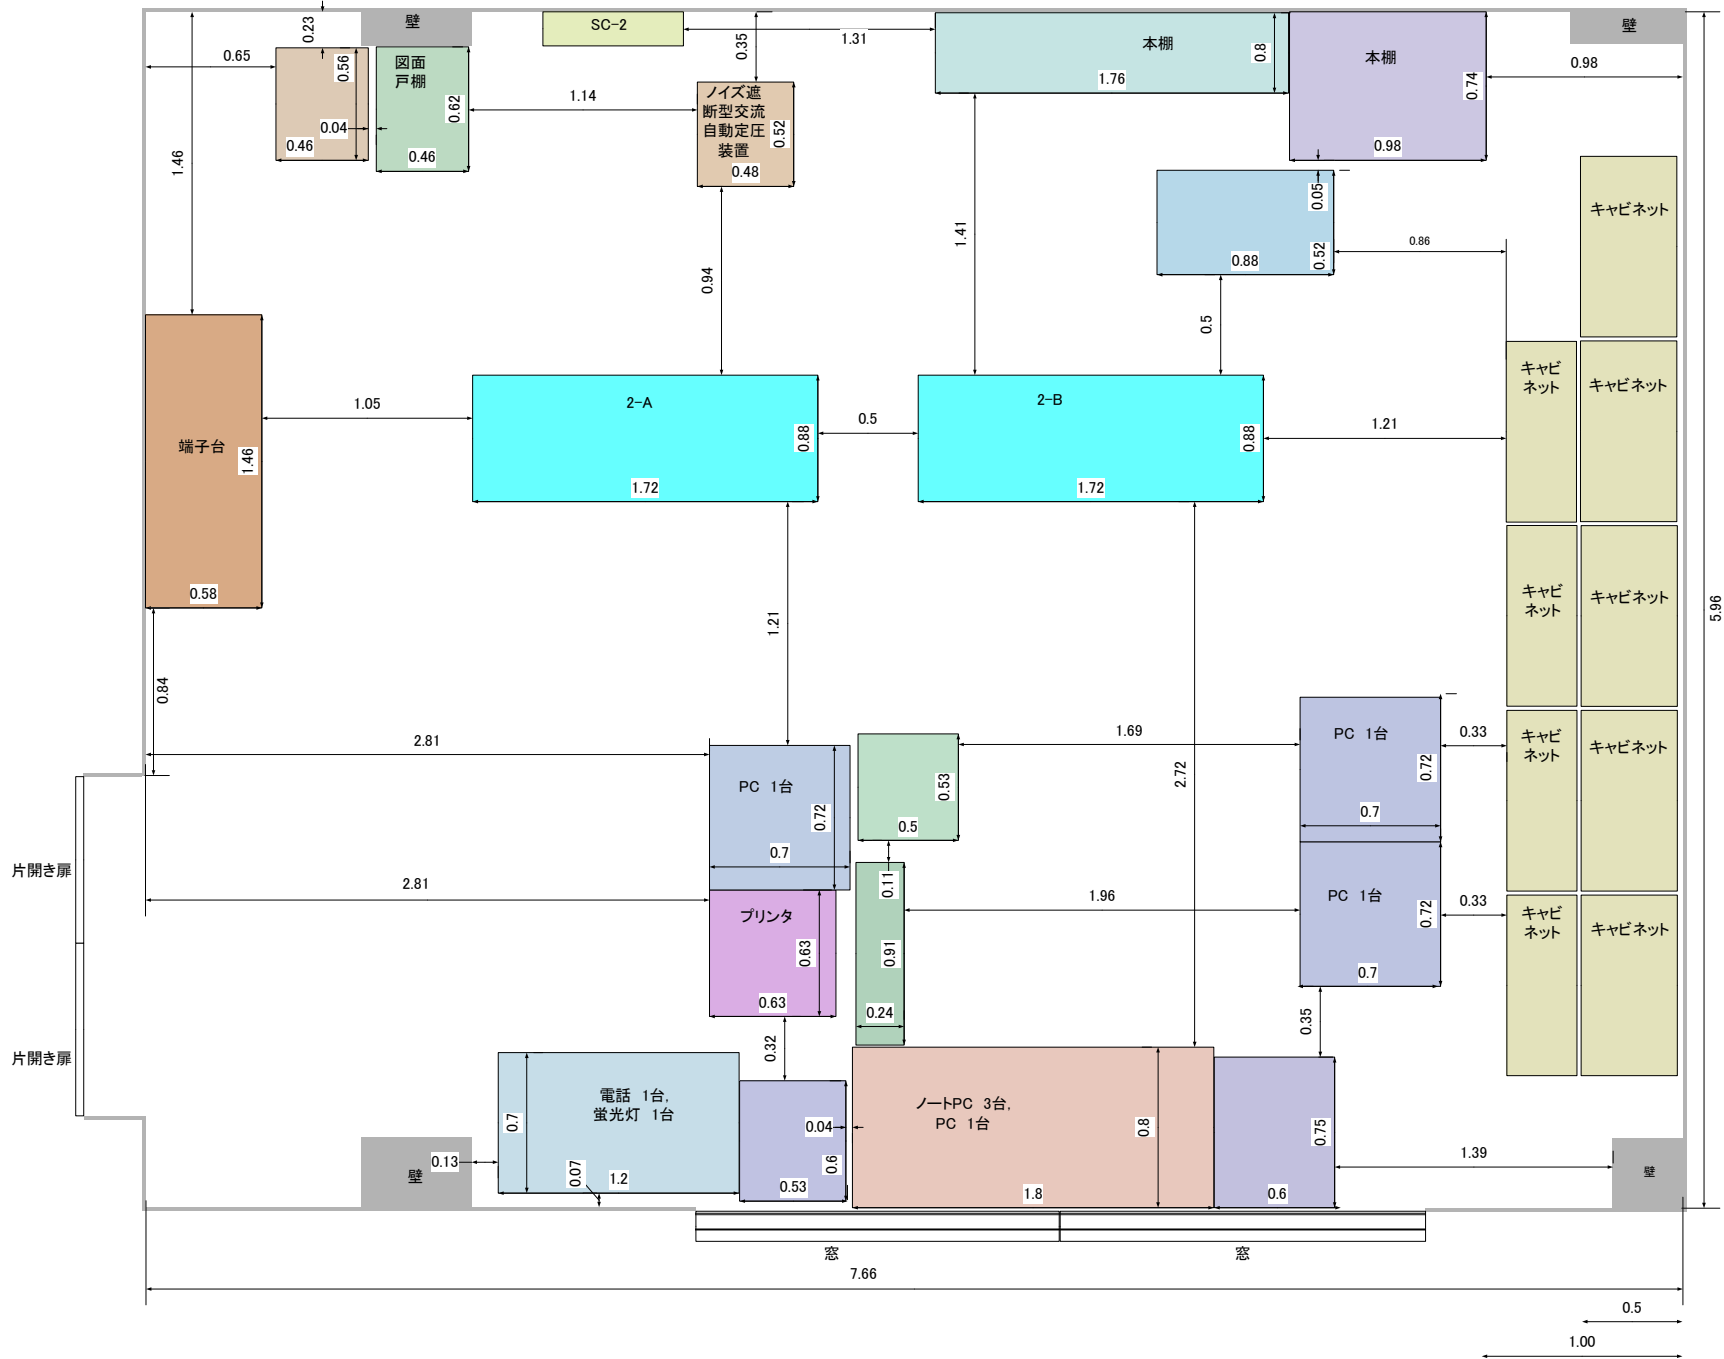 壁
SC-2
壁
0.23
0.35
1.31
0.8
本棚
本棚
0.98
0.65
0.56
図面
戸棚
1.76
0.74
1.14
0.62
ノイズ遮
断型交流
自動定圧
装置
0.52
0.04
0.46
0.46
0.48
0.98
1.46
0.05
キャビネット
1.41
0.88
0.52
0.86
0.94
0.5
キャビ
ネット
キャビネット
1.05
2-A
0.5
2-B
1.21
0.88
0.88
端子台
1.46
1.72
1.72
0.58
キャビ
ネット
キャビネット
5.96
1.21
0.84
2.81
1.69
PC 1台
0.33
キャビ
ネット
キャビネット
PC 1台
0.72
0.53
2.72
0.72
0.7
0.5
0.7
片開き扉
0.11
2.81
1.96
PC 1台
0.72
0.33
キャビ
ネット
キャビネット
プリンタ
0.63
0.91
0.7
0.63
0.24
0.35
0.32
片開き扉
電話 1台,
蛍光灯 1台
0.7
0.04
ノートPC 3台,
PC 1台
0.8
0.75
0.13
壁
0.07
1.2
0.6
0.53
1.8
0.6
1.39
壁
窓
窓
7.66
0.5
1.00